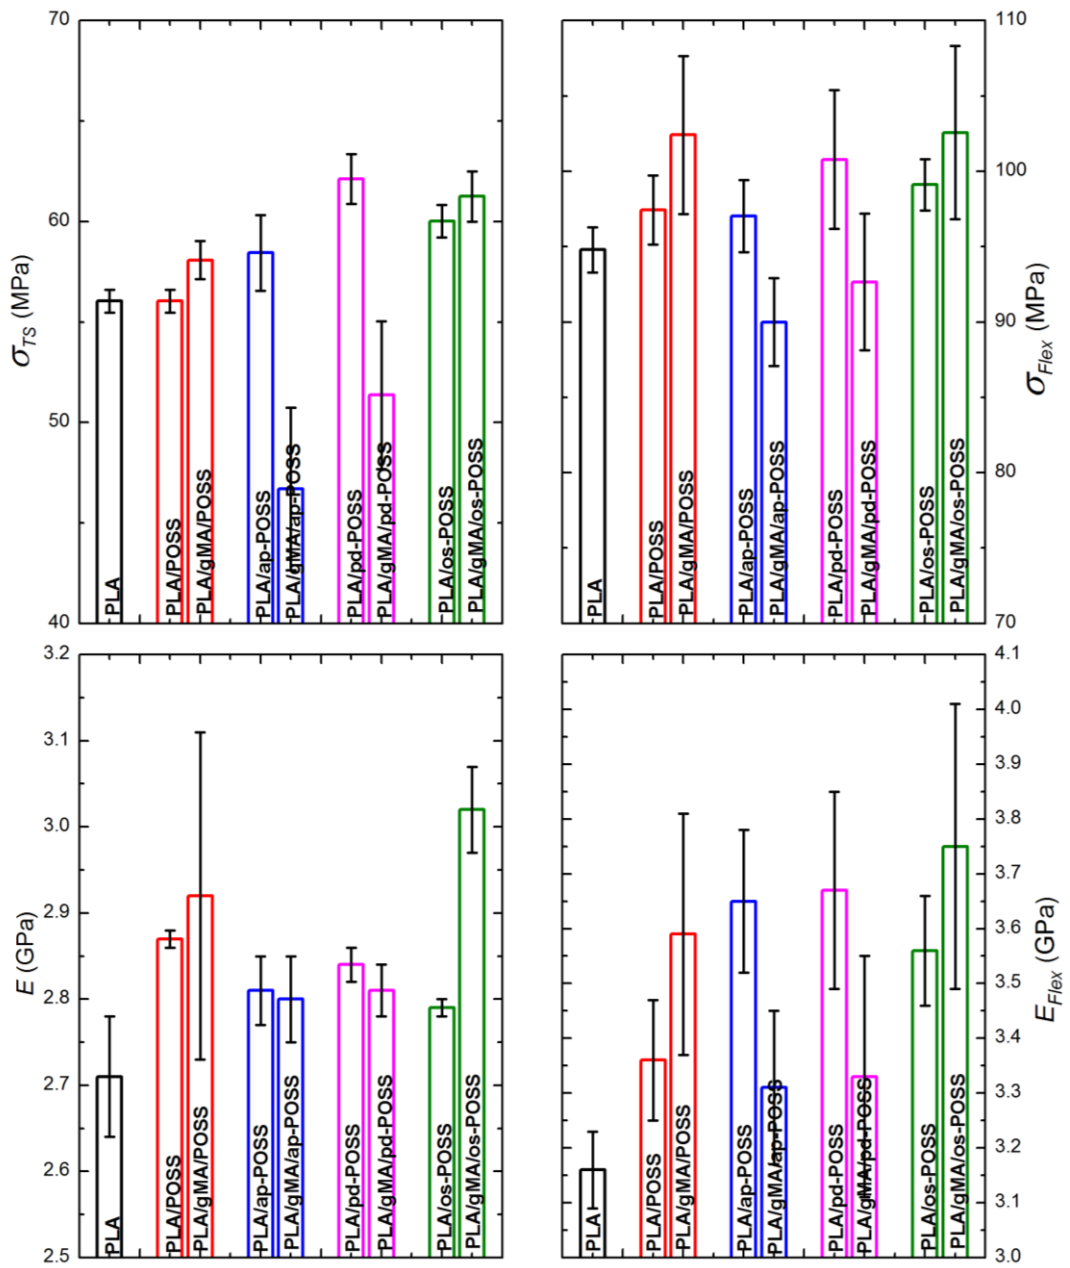 70
60
50
40
σTS (MPa)
PLA
PLA/POSS
PLA/gMA/POSS
PLA/ap-POSS
PLA/gMA/ap-POSS
PLA/pd-POSS
PLA/gMA/pd-POSS
PLA/os-POSS
PLA/gMA/os-POSS
110
100
90
80
70
σFlex (MPa)
PLA
PLA/POSS
PLA/gMA/POSS
PLA/ap-POSS
PLA/gMA/ap-POSS
PLA/pd-POSS
PLA/gMA/pd-POSS
PLA/os-POSS
PLA/gMA/os-POSS
3.2
3.1
3.0
2.9
2.8
2.7
2.6
2.5
E (GPa)
PLA
PLA/POSS
PLA/gMA/POSS
PLA/ap-POSS
PLA/gMA/ap-POSS
PLA/pd-POSS
PLA/gMA/pd-POSS
PLA/os-POSS
PLA/gMA/os-POSS
4.1
4.0
3.9
3.8
3.7
3.6
3.5
3.4
3.3
3.2
3.1
3.0
EFlex (GPa)
PLA
PLA/POSS
PLA/gMA/POSS
PLA/ap-POSS
PLA/gMA/ap-POSS
PLA/pd-POSS
PLA/gMA/pd-POSS
PLA/os-POSS
PLA/gMA/os-POSS